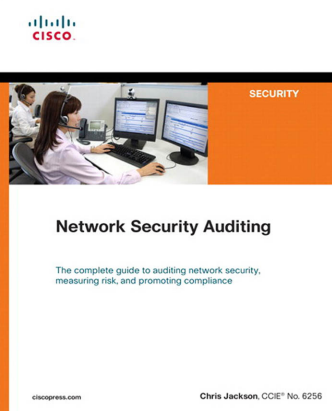 CISCO
SECURITY
Network Security Auditing
The complete guide to auditing network security,
measuring risk, and promoting compliance
ciscopress.com
Chris Jackson, CCIE® No. 6256